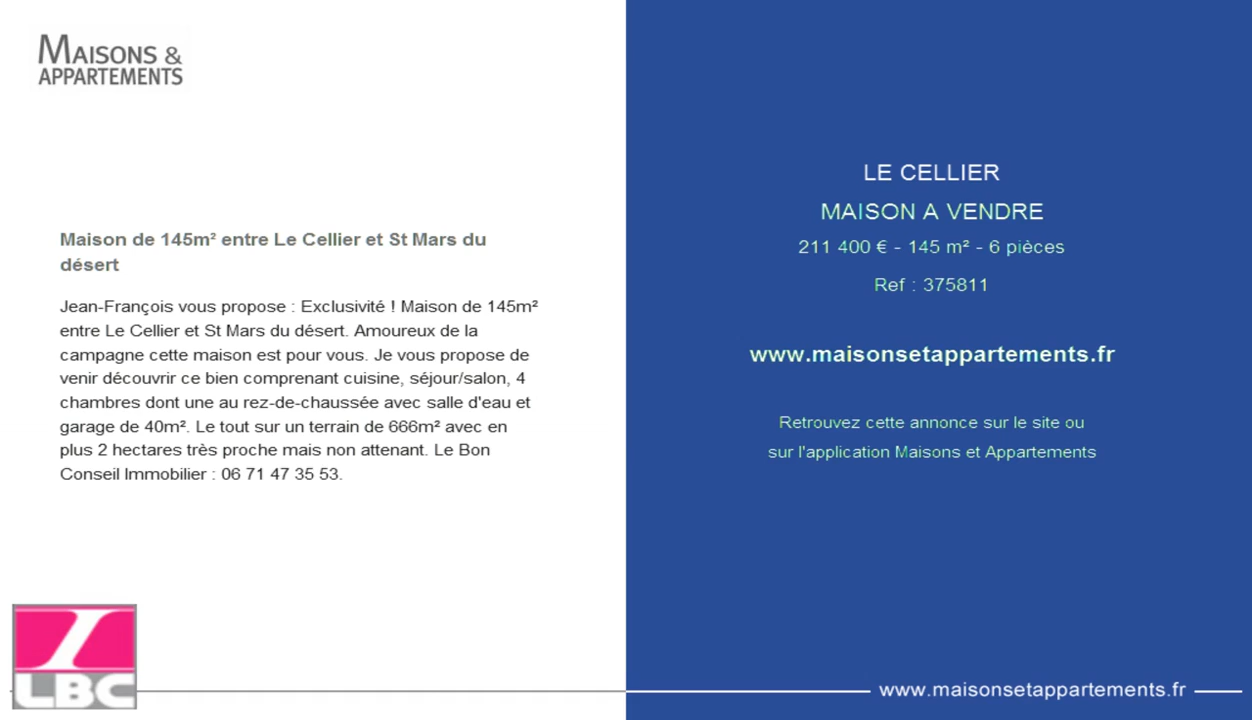 MAISONS &
APPARTEMENTS
Maison de 145m² entre Le Cellier et St Mars du
désert
Jean-François vous propose : Exclusivité ! Maison de 145m²
entre Le Cellier et St Mars du désert. Amoureux de la
campagne cette maison est pour vous. Je vous propose de
venir découvrir ce bien comprenant cuisine, séjour/salon, 4
chambres dont une au rez-de-chaussée avec salle d'eau et
garage de 40m². Le tout sur un terrain de 666m² avec en
plus 2 hectares très proche mais non attenant. Le Bon
Conseil Immobilier : 06 71 47 35 53.
LBC
LE CELLIER
MAISON A VENDRE
211 400 € - 145 m² - 6 pièces
Ref : 375811
www.maisonsetappartements.fr
Retrouvez cette annonce sur le site ou
sur l'application Maisons et Appartements
www.maisonsetappartements.fr